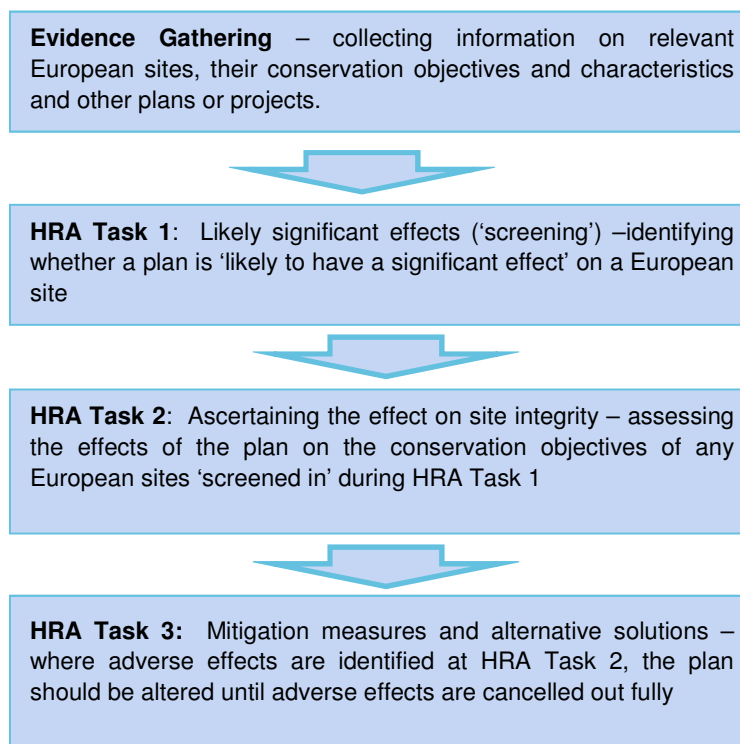 Evidence Gathering – collecting information on relevant
European sites, their conservation objectives and characteristics
and other plans or projects.
HRA Task 1: Likely significant effects (‘screening’) –identifying
whether a plan is ‘likely to have a significant effect’ on a European
site
HRA Task 2: Ascertaining the effect on site integrity – assessing
the effects of the plan on the conservation objectives of any
European sites ‘screened in’ during HRA Task 1
HRA Task 3: Mitigation measures and alternative solutions –
where adverse effects are identified at HRA Task 2, the plan
should be altered until adverse effects are cancelled out fully